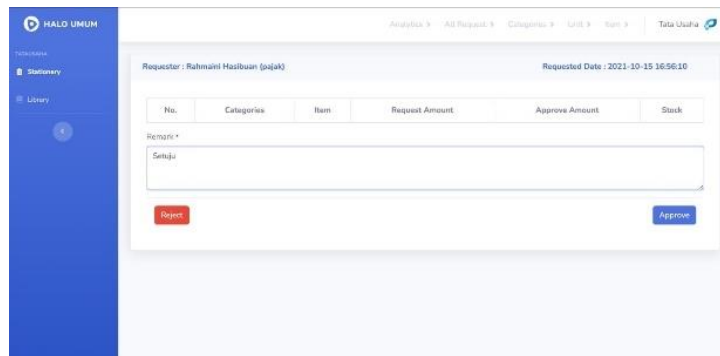 HALO UMUM
Analytics > All Request > Categories > Unit > Item > Tata Usaha
TATAUSAHA
Stationery
Library
Requester : Rahmaini Hasibuan (pajak) Requested Date : 2021-10-15 16:56:10
No. Categories Item Request Amount Approve Amount Stock
Remark *
Setuju
Reject Approve